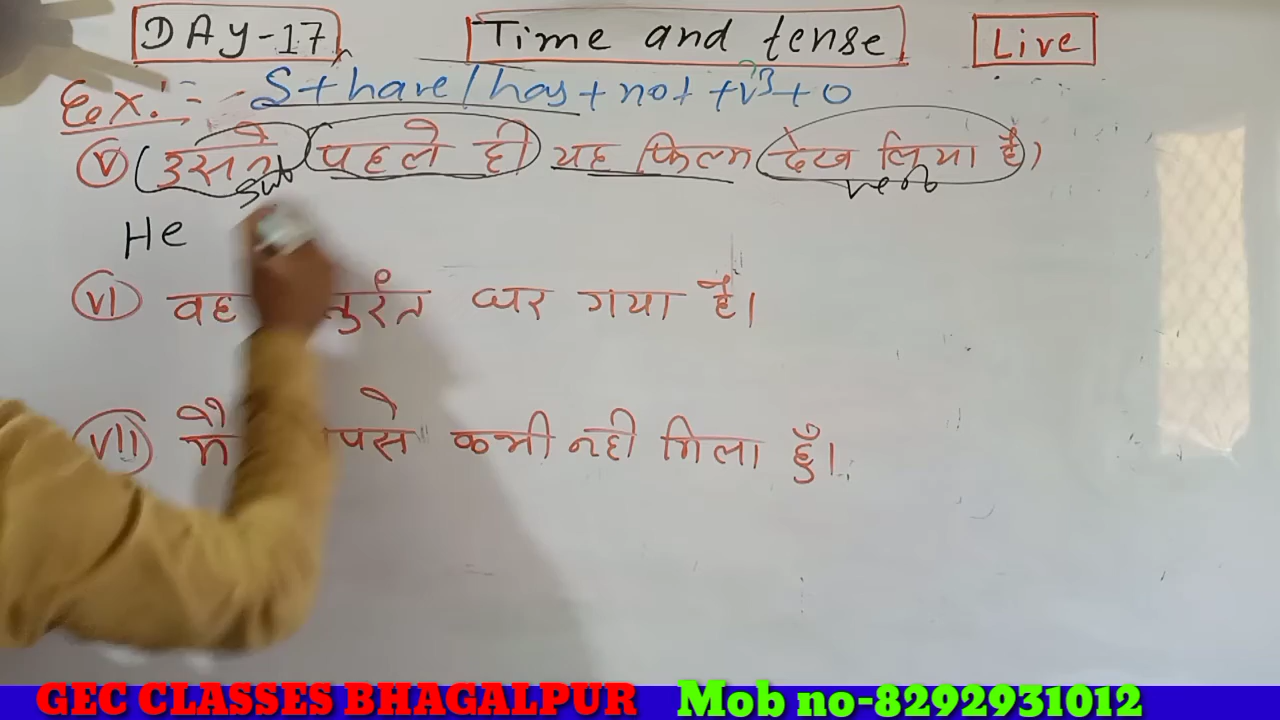 DAY-17 Time and tense Live
Ex.:- S+have/has+not+V3+O
(V) उसने पहले ही यह फिल्म देख लिया है।
sub verb
He
(VI) वह तुरंत घर गया है।
(VII) मैं पसे कभी नही मिला हुँ।
GEC CLASSES BHAGALPUR Mob no-8292931012